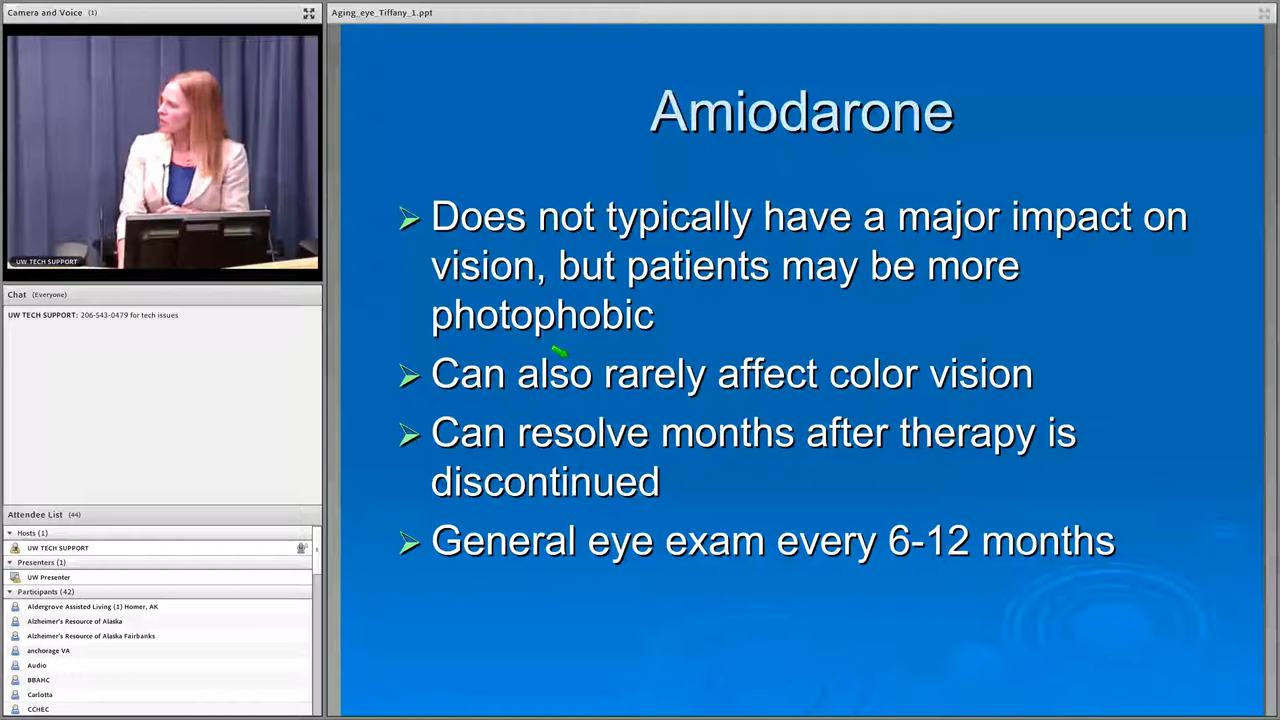 Camera and Voice (1)
UW TECH SUPPORT
Chat (Everyone)
UW TECH SUPPORT: 206-543-0479 for tech issues
Attendee List (44)
Hosts (1)
UW TECH SUPPORT
Presenters (1)
UW Presenter
Participants (42)
Aldergrove Assisted Living (1) Homer, AK
Alzheimer's Resource of Alaska
Alzheimer's Resource of Alaska Fairbanks
anchorage VA
Audio
BBAHC
Carlotta
CCHEC
Aging_eye_Tiffany_1.ppt
Amiodarone
Does not typically have a major impact on
vision, but patients may be more
photophobic
Can also rarely affect color vision
Can resolve months after therapy is
discontinued
General eye exam every 6-12 months